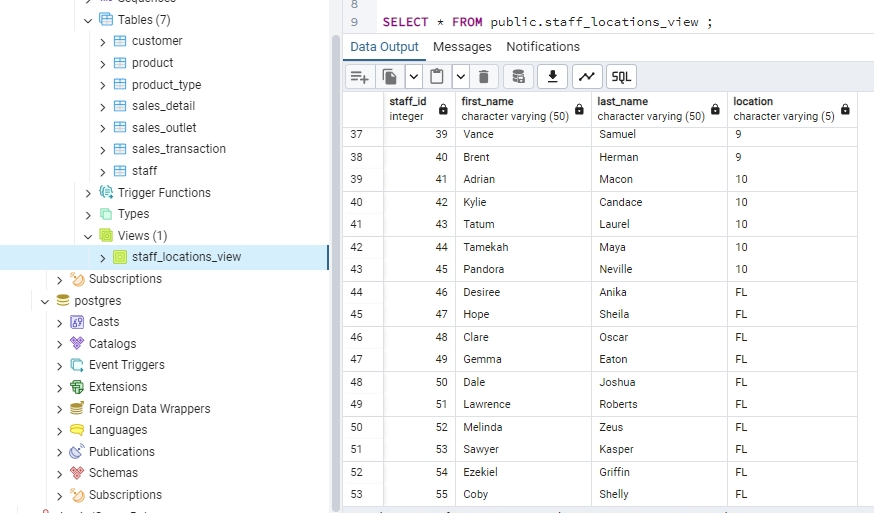 Tables (7)
customer
product
product_type
sales_detail
sales_outlet
sales_transaction
staff
Trigger Functions
Types
Views (1)
staff_locations_view
Subscriptions
postgres
Casts
Catalogs
Event Triggers
Extensions
Foreign Data Wrappers
Languages
Publications
Schemas
Subscriptions
8
9 SELECT * FROM public.staff_locations_view ;
Data Output Messages Notifications
SQL
staff_id first_name last_name location
integer character varying (50) character varying (50) character varying (5)
37 39 Vance Samuel 9
38 40 Brent Herman 9
39 41 Adrian Macon 10
40 42 Kylie Candace 10
41 43 Tatum Laurel 10
42 44 Tamekah Maya 10
43 45 Pandora Neville 10
44 46 Desiree Anika FL
45 47 Hope Sheila FL
46 48 Clare Oscar FL
47 49 Gemma Eaton FL
48 50 Dale Joshua FL
49 51 Lawrence Roberts FL
50 52 Melinda Zeus FL
51 53 Sawyer Kasper FL
52 54 Ezekiel Griffin FL
53 55 Coby Shelly FL